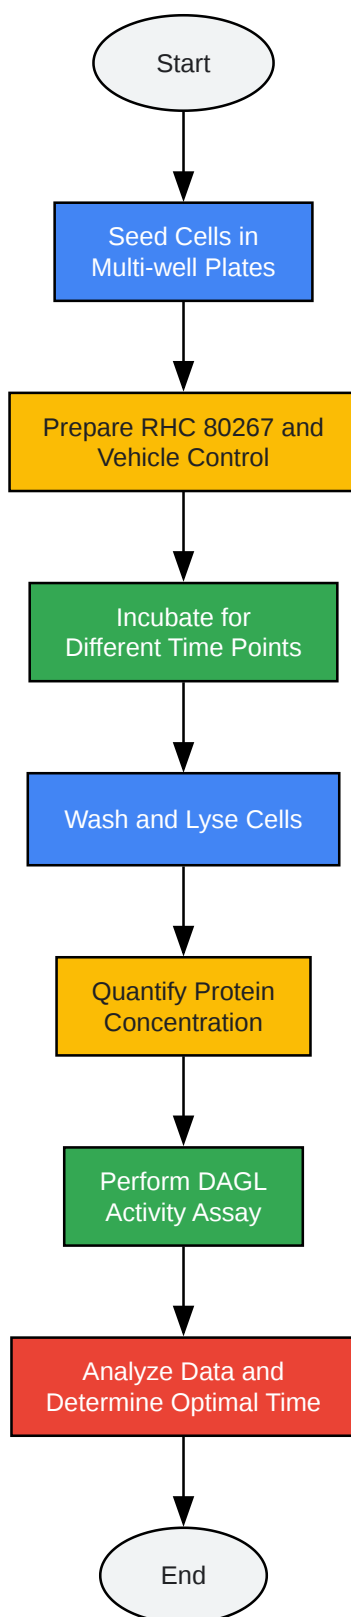 Start
Seed Cells in
Multi-well Plates
Prepare RHC 80267 and
Vehicle Control
Incubate for
Different Time Points
Wash and Lyse Cells
Quantify Protein
Concentration
Perform DAGL
Activity Assay
Analyze Data and
Determine Optimal Time
End